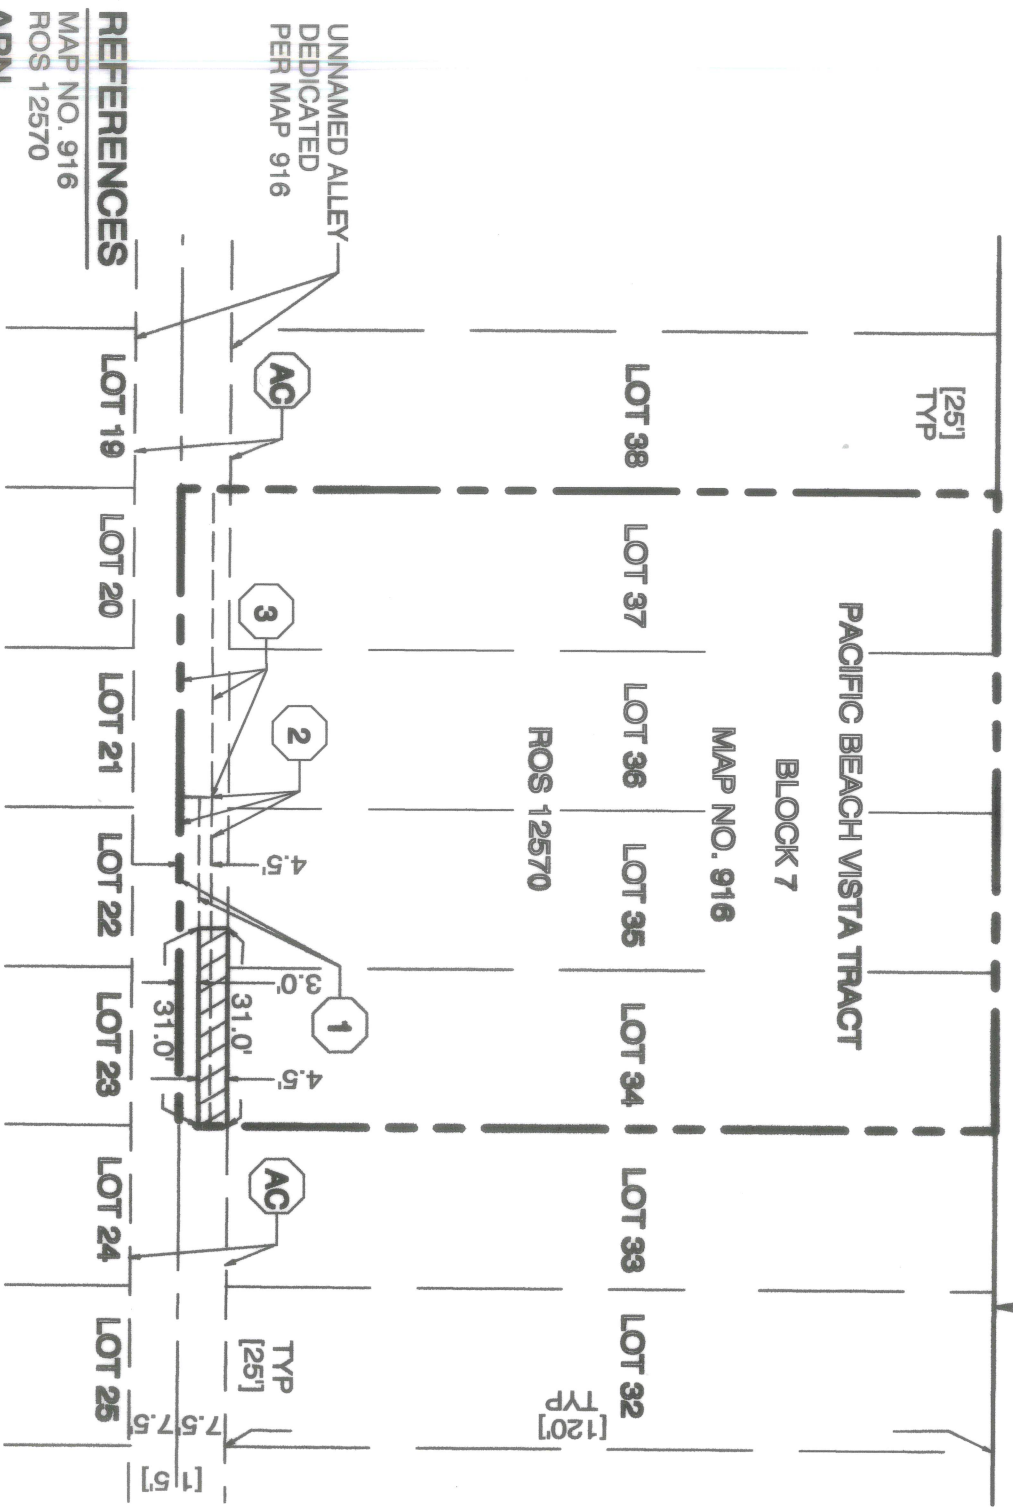 [25']
TYP
PACIFIC BEACH VISTA TRACT
BLOCK 7
MAP NO. 916
ROS 12570
LOT 38
LOT 37
LOT 36
LOT 35
LOT 34
LOT 33
LOT 32
[120']
TYP
UNNAMED ALLEY
DEDICATED
PER MAP 916
AC
3
2
1
AC
TYP
[25']
4.5'
3.0'
4.5'
31.0'
31.0'
7.5'
7.5'
LOT 19
LOT 20
LOT 21
LOT 22
LOT 23
LOT 24
LOT 25
REFERENCES
MAP NO. 916
ROS 12570